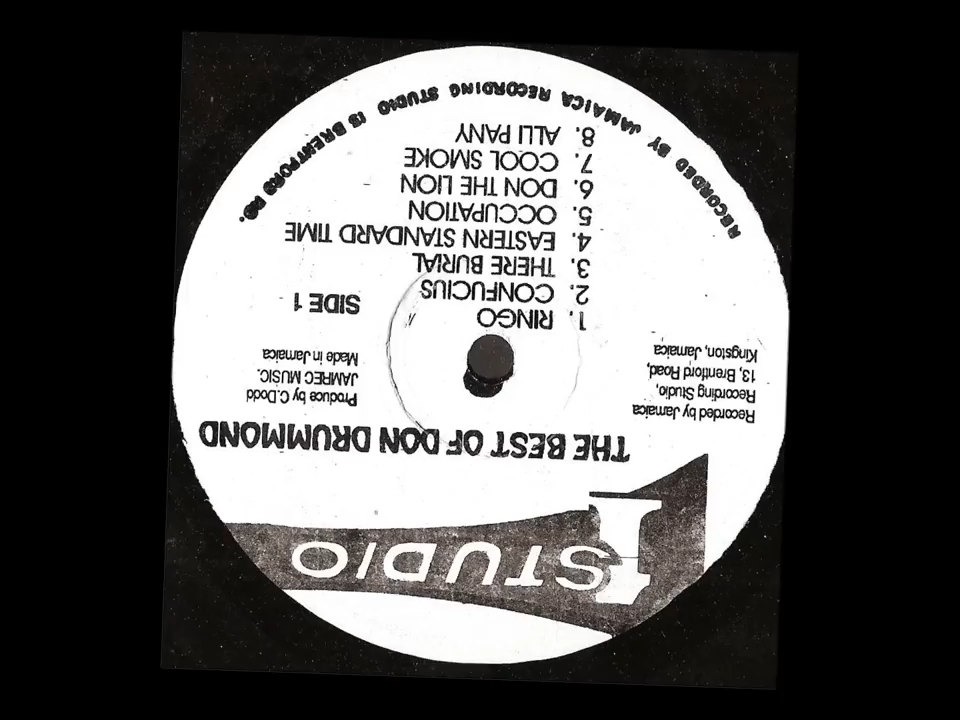 STUDIO 1
THE BEST OF DON DRUMMOND
Recorded by Jamaica
Recording Studio,
13, Brentford Road,
Kingston, Jamaica
Produce by C.Dodd
JAMREC MUSIC.
Made in Jamaica
SIDE 1
1. RINGO
2. CONFUCIUS
3. THERE BURIAL
4. EASTERN STANDARD TIME
5. OCCUPATION
6. DON THE LION
7. COOL SMOKE
8. ALLI PANY
RECORDED BY JAMAICA RECORDING STUDIO 13 BRENTFORS RD.